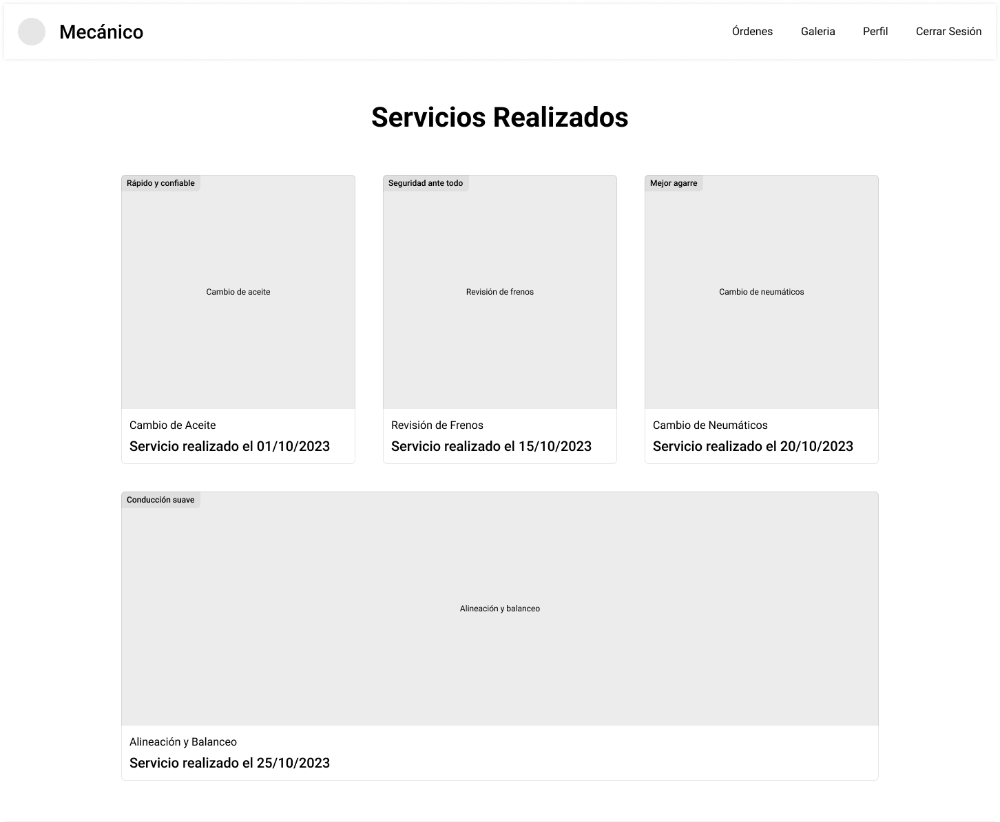 Mecánico
Órdenes
Galeria
Perfil
Cerrar Sesión
Servicios Realizados
Rápido y confiable
Cambio de aceite
Cambio de Aceite
Servicio realizado el 01/10/2023
Seguridad ante todo
Revisión de frenos
Revisión de Frenos
Servicio realizado el 15/10/2023
Mejor agarre
Cambio de neumáticos
Cambio de Neumáticos
Servicio realizado el 20/10/2023
Conducción suave
Alineación y balanceo
Alineación y Balanceo
Servicio realizado el 25/10/2023